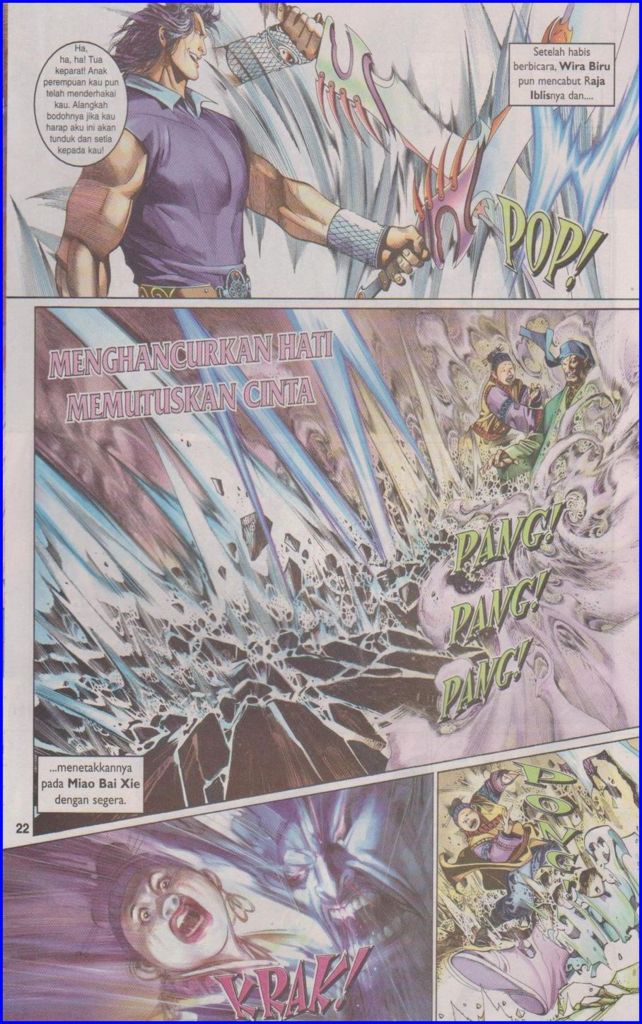 Ha,
ha, ha! Tua
keparat! Anak
perempuan kau pun
telah menderhakai
kau. Alangkah
bodohnya jika kau
harap aku ini akan
tunduk dan setia
kepada kau!
Setelah habis
berbicara, Wira Biru
pun mencabut Raja
Iblisnya dan....
POP!
MENGHANCURKAN HATI
MEMUTUSKAN CINTA
PANG!
PANG!
PANG!
...menetakkannya
pada Miao Bai Xie
dengan segera.
22
KRAK!